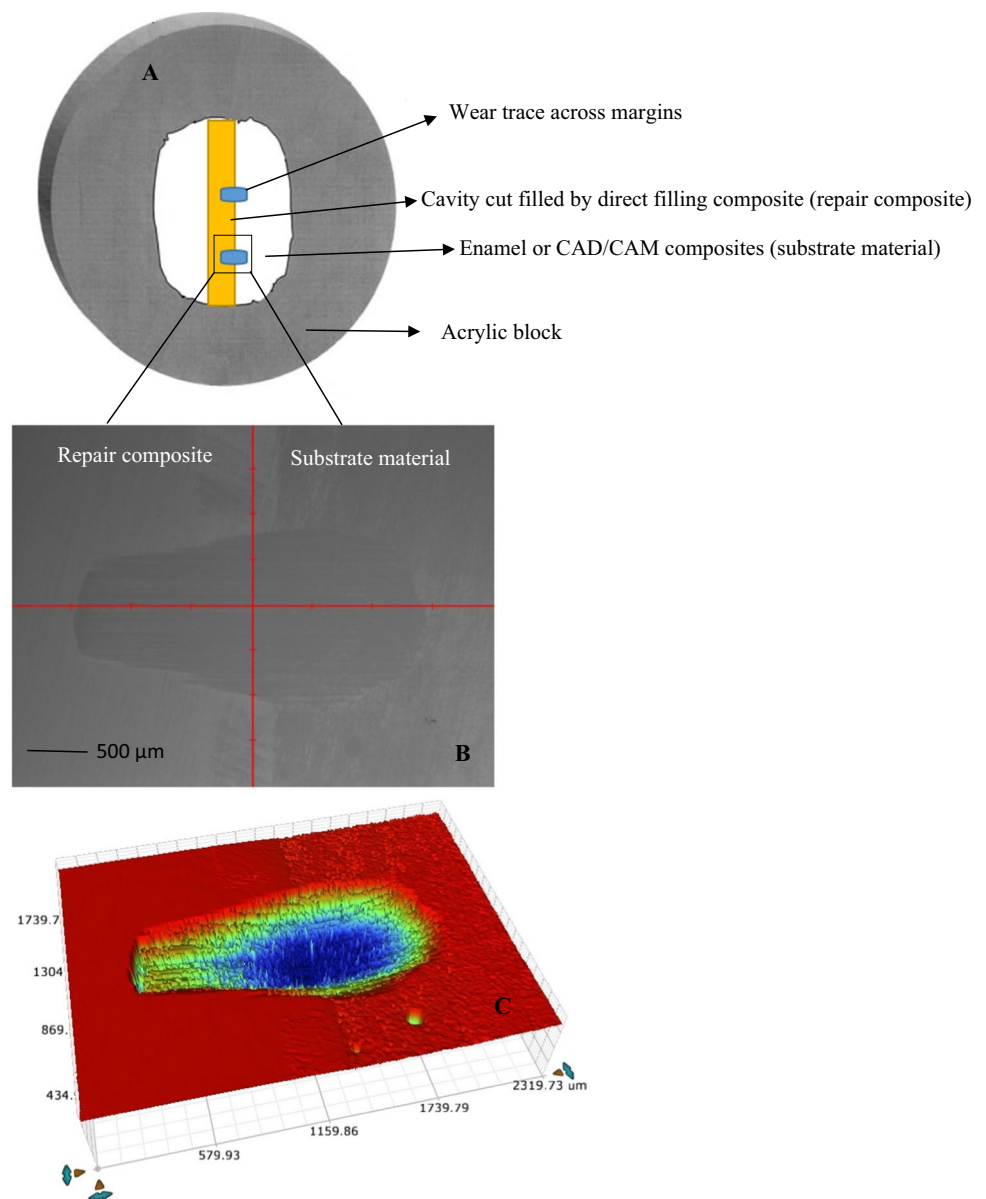 A
Wear trace across margins
Cavity cut filled by direct filling composite (repair composite)
Enamel or CAD/CAM composites (substrate material)
Acrylic block
Repair composite
Substrate material
500 µm
B
C
1739.7
1304
869.
434.
579.93
1159.86
1739.79
2319.73 um